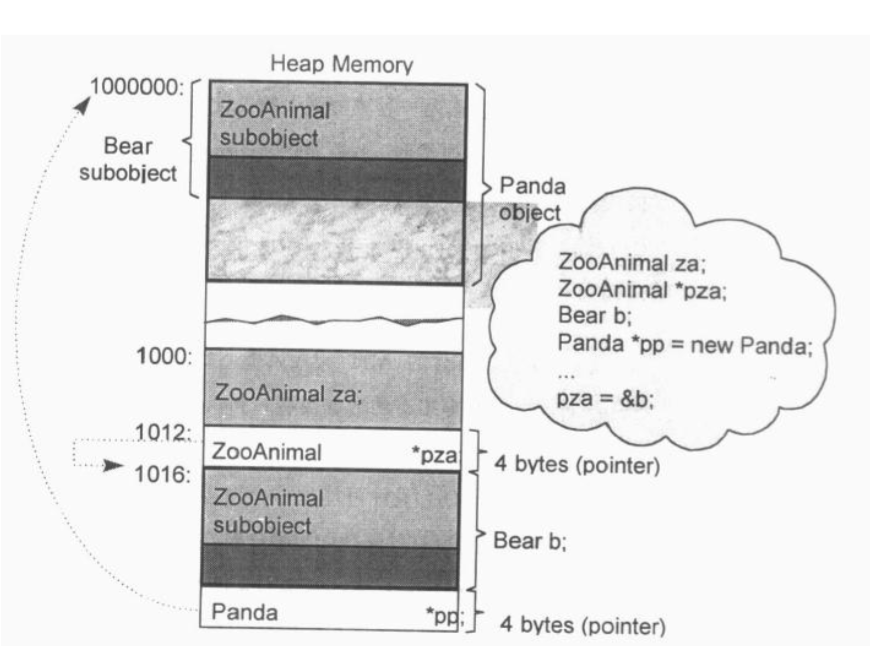 Heap Memory
1000000:
ZooAnimal
subobject
Bear
subobject
Panda
object
ZooAnimal za;
ZooAnimal *pza;
Bear b;
Panda *pp = new Panda;
...
pza = &b;
1000:
ZooAnimal za;
1012:
ZooAnimal *pza
4 bytes (pointer)
1016:
ZooAnimal
subobject
Bear b;
Panda *pp;
4 bytes (pointer)